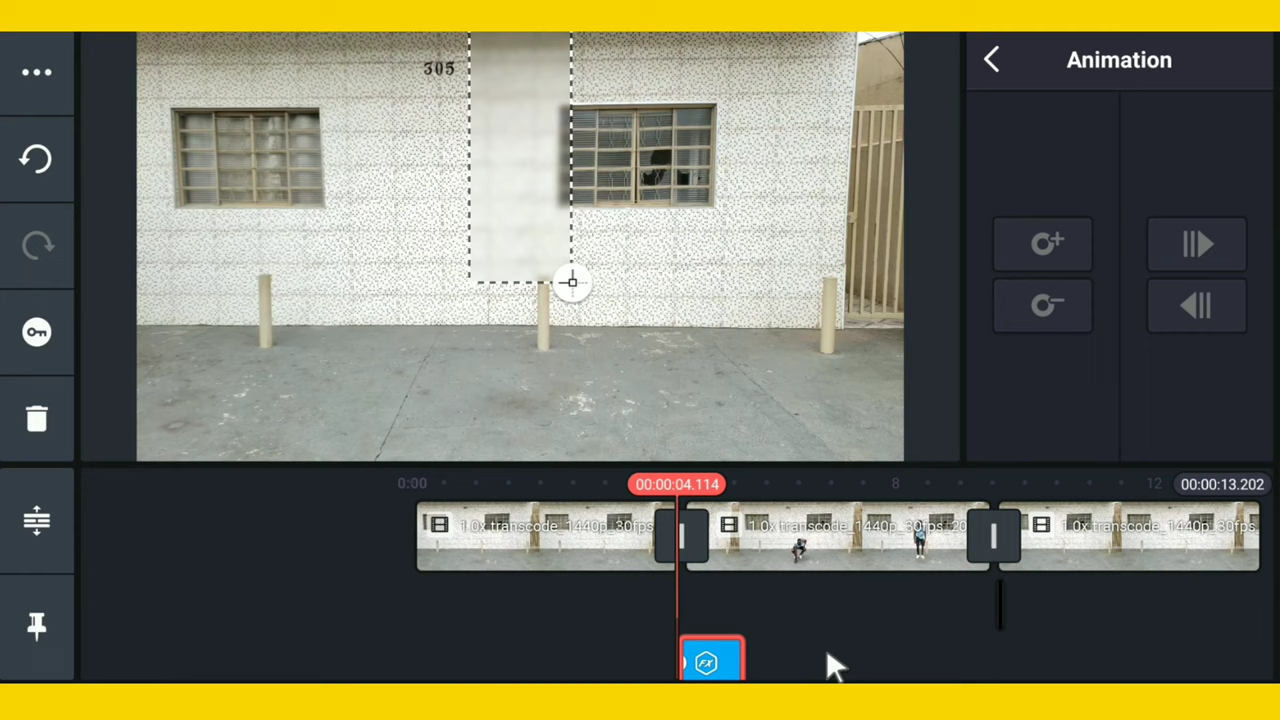 Animation
305
0:00
00:00:04.114
8
12
00:00:13.202
1.0x transcode_1440p_30fps
1.0x transcode_1440p_30fps_20
1.0x transcode_1440p_30fps
FX